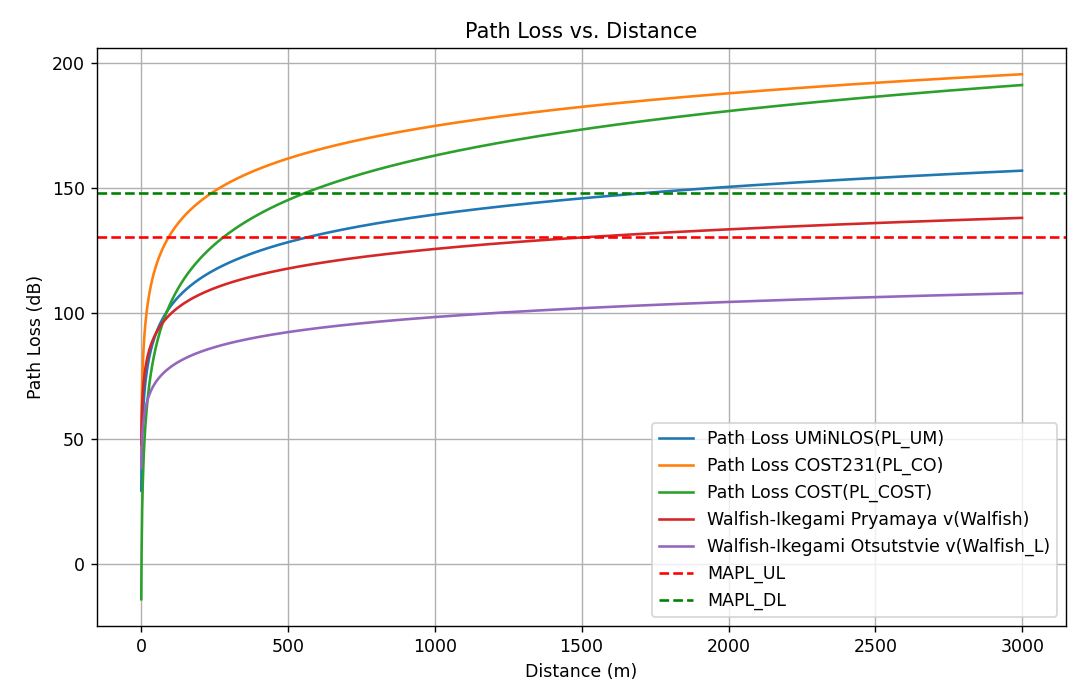 Path Loss vs. Distance
Path Loss (dB)
200
150
100
50
0
0 500 1000 1500 2000 2500 3000
Distance (m)
Path Loss UMiNLOS(PL_UM)
Path Loss COST231(PL_CO)
Path Loss COST(PL_COST)
Walfish-Ikegami Pryamaya v(Walfish)
Walfish-Ikegami Otsutstvie v(Walfish_L)
MAPL_UL
MAPL_DL